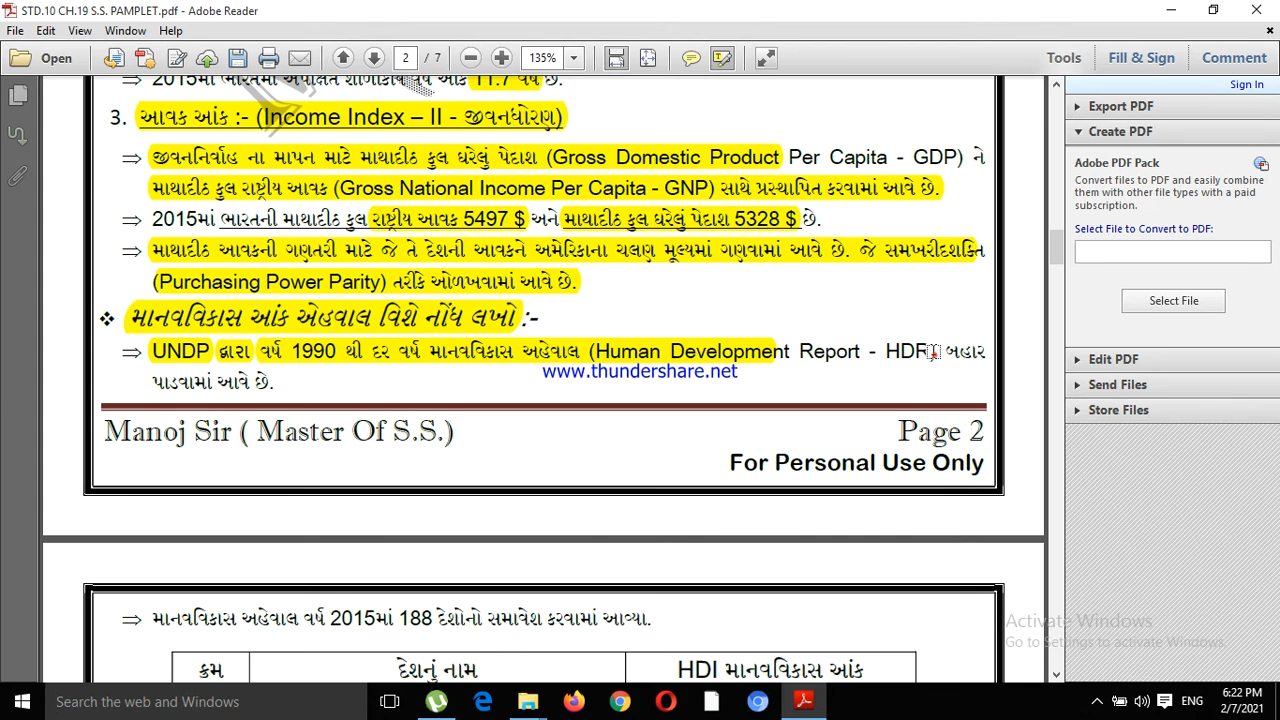 STD.10 CH.19 S.S. PAMPLET.pdf - Adobe Reader
File Edit View Window Help
Open 2 / 7 135% Tools Fill & Sign Comment
Sign In
Export PDF
Create PDF
Adobe PDF Pack
Convert files to PDF and easily combine
them with other file types with a paid
subscription.
Select File to Convert to PDF:
Select File
Edit PDF
Send Files
Store Files
⇒ 2015માં ભારતમાં અપેક્ષિત શાળાકીય વર્ષ આંક 11.7 વર્ષ છે.
3. આવક આંક :- (Income Index – II - જીવનધોરણ)
⇒ જીવનનિર્વાહ ના માપન માટે માથાદીઠ કુલ ઘરેલું પેદાશ (Gross Domestic Product Per Capita - GDP) ને
માથાદીઠ કુલ રાષ્ટ્રીય આવક (Gross National Income Per Capita - GNP) સાથે પ્રસ્થાપિત કરવામાં આવે છે.
⇒ 2015માં ભારતની માથાદીઠ કુલ રાષ્ટ્રીય આવક 5497 $ અને માથાદીઠ કુલ ઘરેલું પેદાશ 5328 $ છે.
⇒ માથાદીઠ આવકની ગણતરી માટે જે તે દેશની આવકને અમેરિકાના ચલણ મૂલ્યમાં ગણવામાં આવે છે. જે સમખરીદશક્તિ
(Purchasing Power Parity) તરીકે ઓળખવામાં આવે છે.
❖ માનવવિકાસ આંક એહવાલ વિશે નોંધ લખો :-
⇒ UNDP દ્વારા વર્ષ 1990 થી દર વર્ષ માનવવિકાસ અહેવાલ (Human Development Report - HDR) બહાર
www.thundershare.net
પાડવામાં આવે છે.
Manoj Sir ( Master Of S.S.) Page 2
For Personal Use Only
⇒ માનવવિકાસ અહેવાલ વર્ષ 2015માં 188 દેશોનો સમાવેશ કરવામાં આવ્યા.
ક્રમ દેશનું નામ HDI માનવવિકાસ આંક
Activate Windows
Go to Settings to activate Windows.
Search the web and Windows
ENG
6:22 PM
2/7/2021